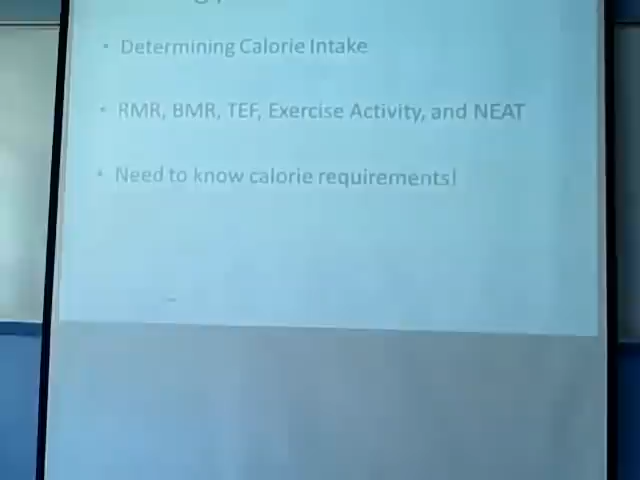 • Determining Calorie Intake
• RMR, BMR, TEF, Exercise Activity, and NEAT
• Need to know calorie requirements!